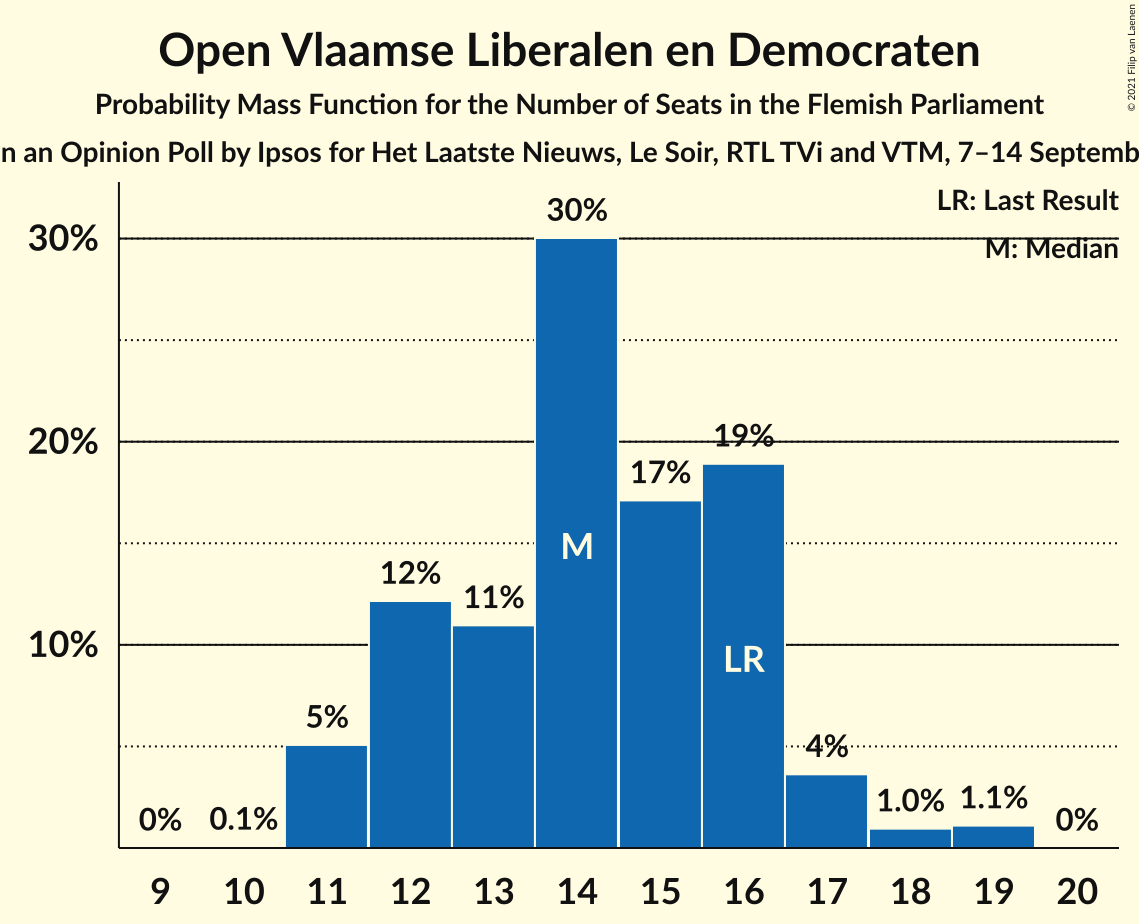 Open Vlaamse Liberalen en Democraten
Probability Mass Function for the Number of Seats in the Flemish Parliament
n an Opinion Poll by Ipsos for Het Laatste Nieuws, Le Soir, RTL TVi and VTM, 7–14 Septemb
© 2021 Filip van Laenen
LR: Last Result
M: Median
30%
20%
10%
0%
0.1%
5%
12%
11%
30%
17%
19%
4%
1.0%
1.1%
0%
M
LR
9 10 11 12 13 14 15 16 17 18 19 20